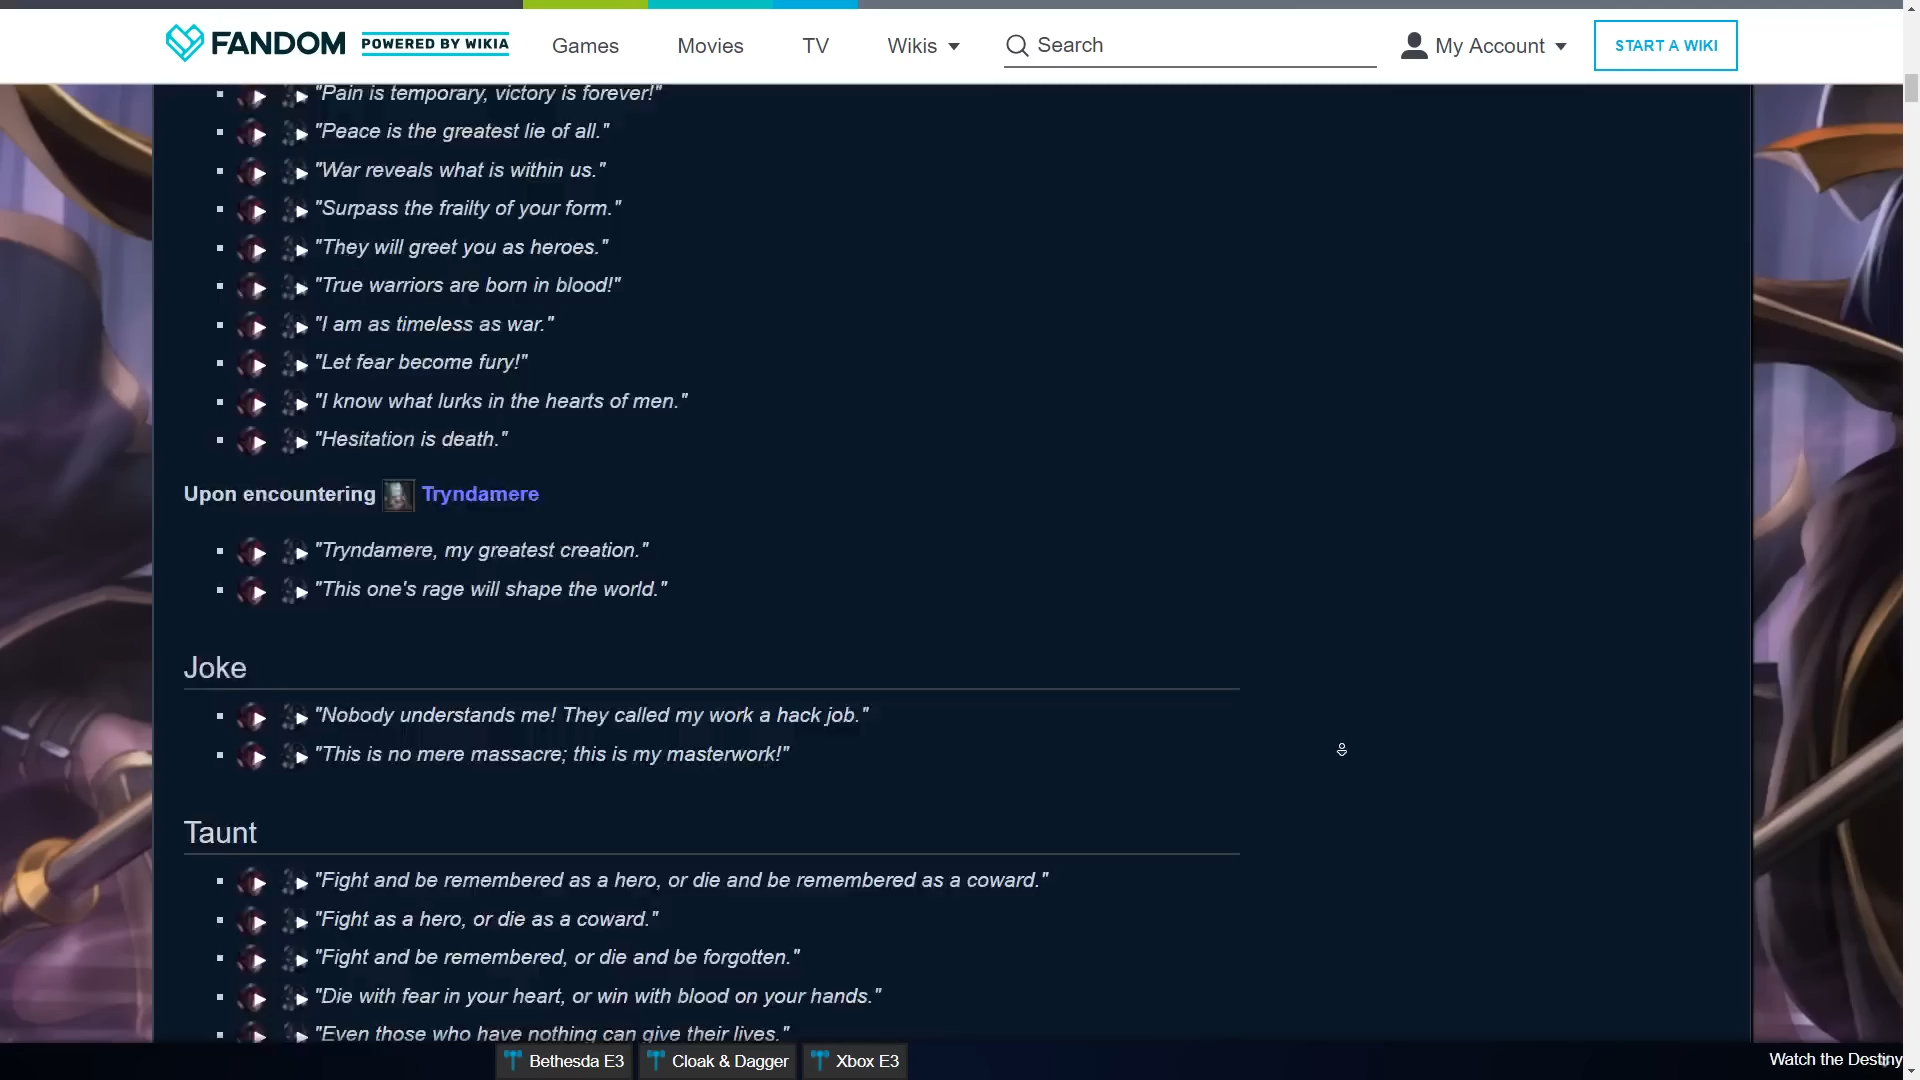 FANDOM POWERED BY WIKIA Games Movies TV Wikis Search My Account START A WIKI
"Pain is temporary, victory is forever!"
"Peace is the greatest lie of all."
"War reveals what is within us."
"Surpass the frailty of your form."
"They will greet you as heroes."
"True warriors are born in blood!"
"I am as timeless as war."
"Let fear become fury!"
"I know what lurks in the hearts of men."
"Hesitation is death."
Upon encountering Tryndamere
"Tryndamere, my greatest creation."
"This one's rage will shape the world."
Joke
"Nobody understands me! They called my work a hack job."
"This is no mere massacre; this is my masterwork!"
Taunt
"Fight and be remembered as a hero, or die and be remembered as a coward."
"Fight as a hero, or die as a coward."
"Fight and be remembered, or die and be forgotten."
"Die with fear in your heart, or win with blood on your hands."
"Even those who have nothing can give their lives."
Bethesda E3 Cloak & Dagger Xbox E3 Watch the Destiny